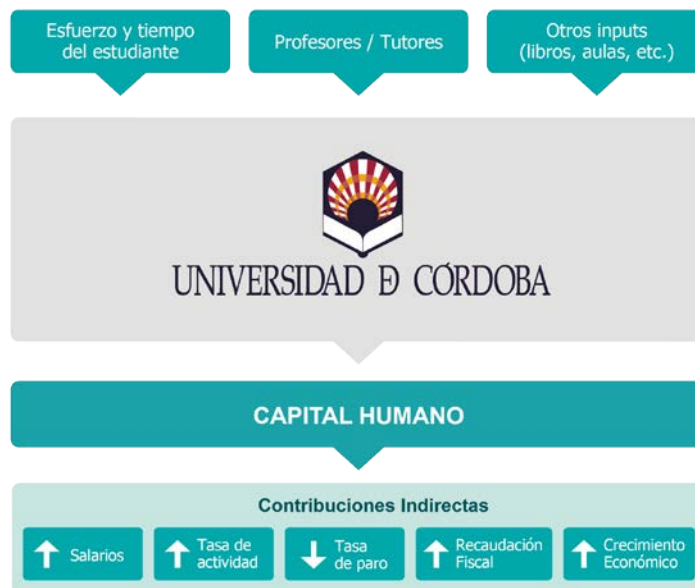 Esfuerzo y tiempo
del estudiante
Profesores / Tutores
Otros inputs
(libros, aulas, etc.)
UNIVERSIDAD Ð CÓRDOBA
CAPITAL HUMANO
Contribuciones Indirectas
Salarios
Tasa de
actividad
Tasa
de paro
Recaudación
Fiscal
Crecimiento
Económico